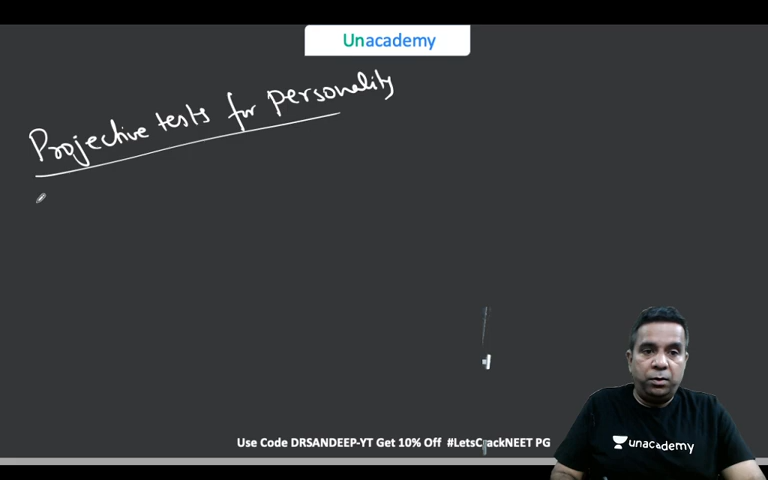 Unacademy
Projective tests for personality
unacademy
Use Code DRSANDEEP-YT Get 10% Off #LetsCrackNEET PG